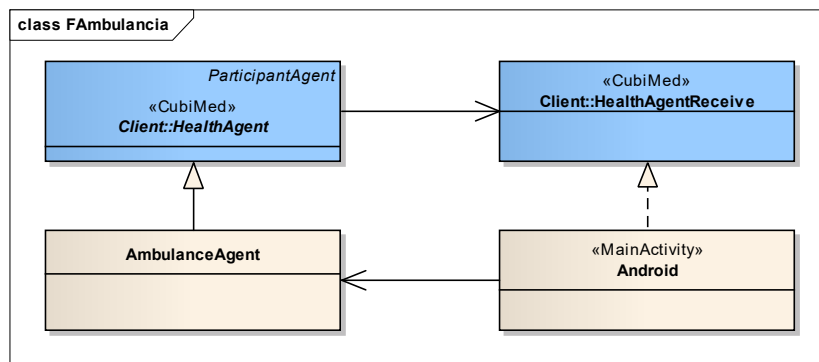 class FAmbulancia
ParticipantAgent
«CubiMed»
Client::HealthAgent
«CubiMed»
Client::HealthAgentReceive
AmbulanceAgent
«MainActivity»
Android